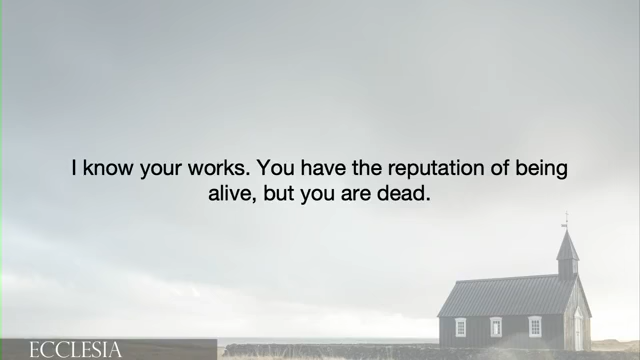 I know your works. You have the reputation of being
alive, but you are dead.
ECCLESIA